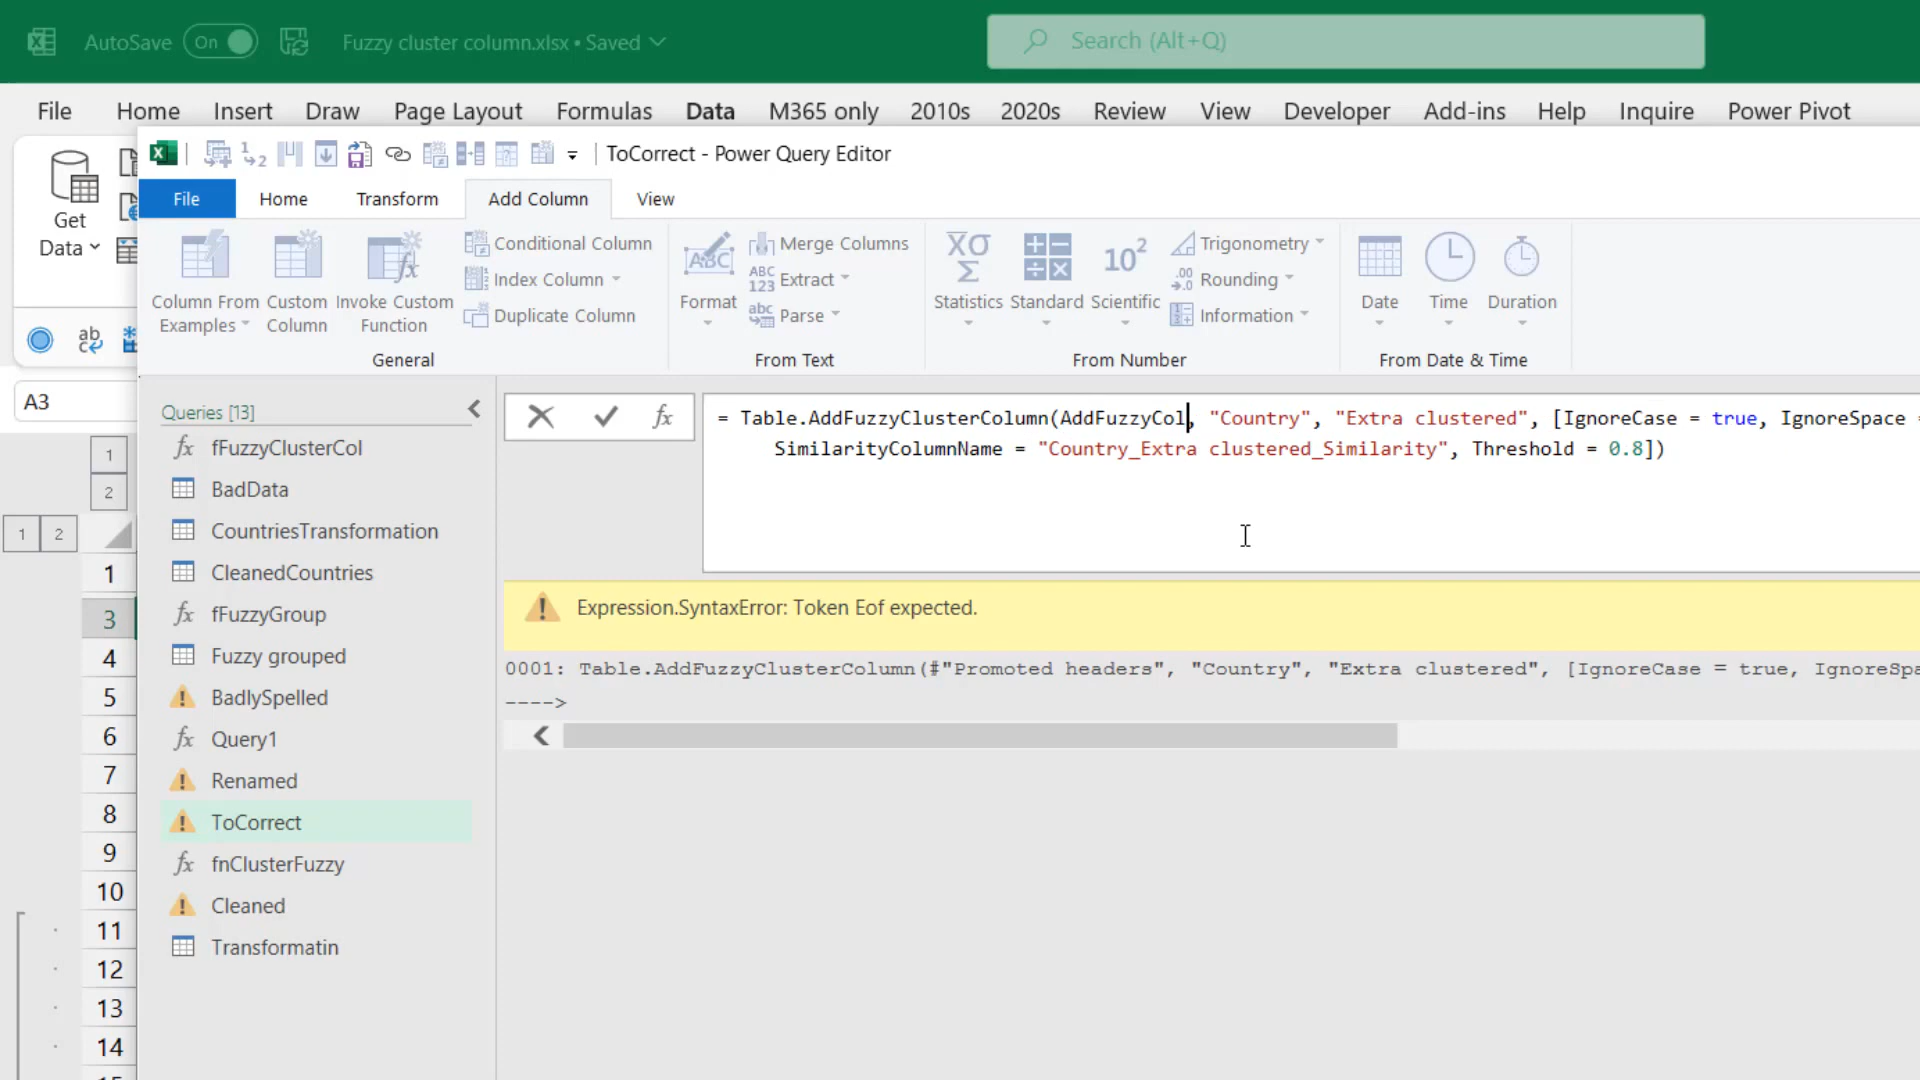 AutoSave On Fuzzy cluster column.xlsx • Saved Search (Alt+Q)
File Home Insert Draw Page Layout Formulas Data M365 only 2010s 2020s Review View Developer Add-ins Help Inquire Power Pivot
ToCorrect - Power Query Editor
Get
Data
File Home Transform Add Column View
Column From
Examples
Custom
Column
Invoke Custom
Function
Conditional Column
Index Column
Duplicate Column
General
Format
Merge Columns
Extract
Parse
From Text
Statistics
Standard
Scientific
Trigonometry
Rounding
Information
From Number
Date
Time
Duration
From Date & Time
A3
Queries [13]
fFuzzyClusterCol
BadData
CountriesTransformation
CleanedCountries
fFuzzyGroup
Fuzzy grouped
BadlySpelled
Query1
Renamed
ToCorrect
fnClusterFuzzy
Cleaned
Transformatin
= Table.AddFuzzyClusterColumn(AddFuzzyCol, "Country", "Extra clustered", [IgnoreCase = true, IgnoreSpace =
SimilarityColumnName = "Country_Extra clustered_Similarity", Threshold = 0.8])
Expression.SyntaxError: Token Eof expected.
0001: Table.AddFuzzyClusterColumn(#"Promoted headers", "Country", "Extra clustered", [IgnoreCase = true, IgnoreSpa
---->
1
2
1 2
1
3
4
5
6
7
8
9
10
11
12
13
14